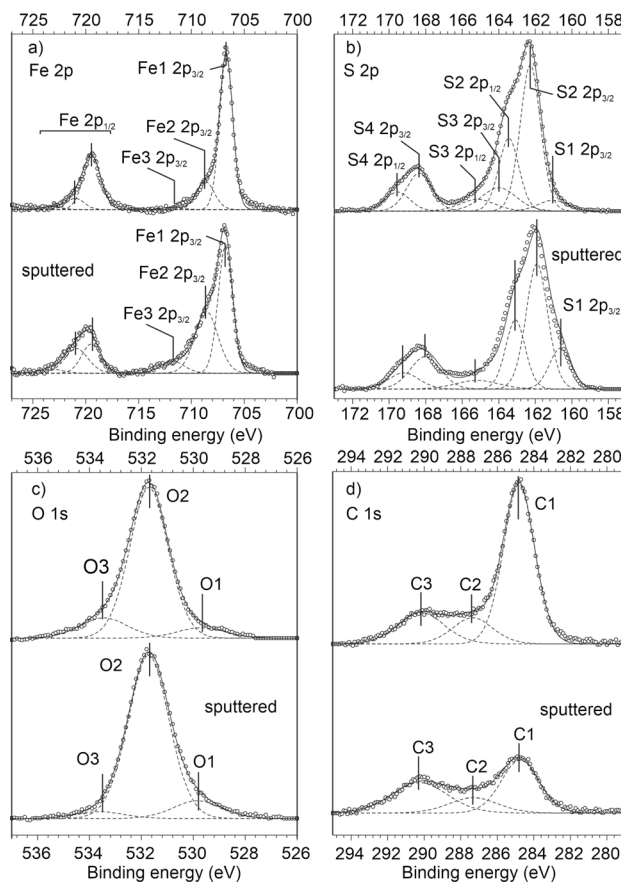 725 720 715 710 705 700
a)
Fe 2p
Fe1 2p3/2
Fe 2p1/2
Fe2 2p3/2
Fe3 2p3/2
sputtered
Fe1 2p3/2
Fe2 2p3/2
Fe3 2p3/2
725 720 715 710 705 700
Binding energy (eV)
172 170 168 166 164 162 160 158
b)
S 2p
S2 2p1/2
S2 2p3/2
S4 2p3/2
S3 2p3/2
S4 2p1/2
S3 2p1/2
S1 2p3/2
sputtered
S1 2p3/2
172 170 168 166 164 162 160 158
Binding energy (eV)
536 534 532 530 528 526
c)
O 1s
O2
O3
O1
O2
sputtered
O3
O1
536 534 532 530 528 526
Binding energy (eV)
294 292 290 288 286 284 282 280
d)
C 1s
C1
C3
C2
sputtered
C3
C2
C1
294 292 290 288 286 284 282 280
Binding energy (eV)